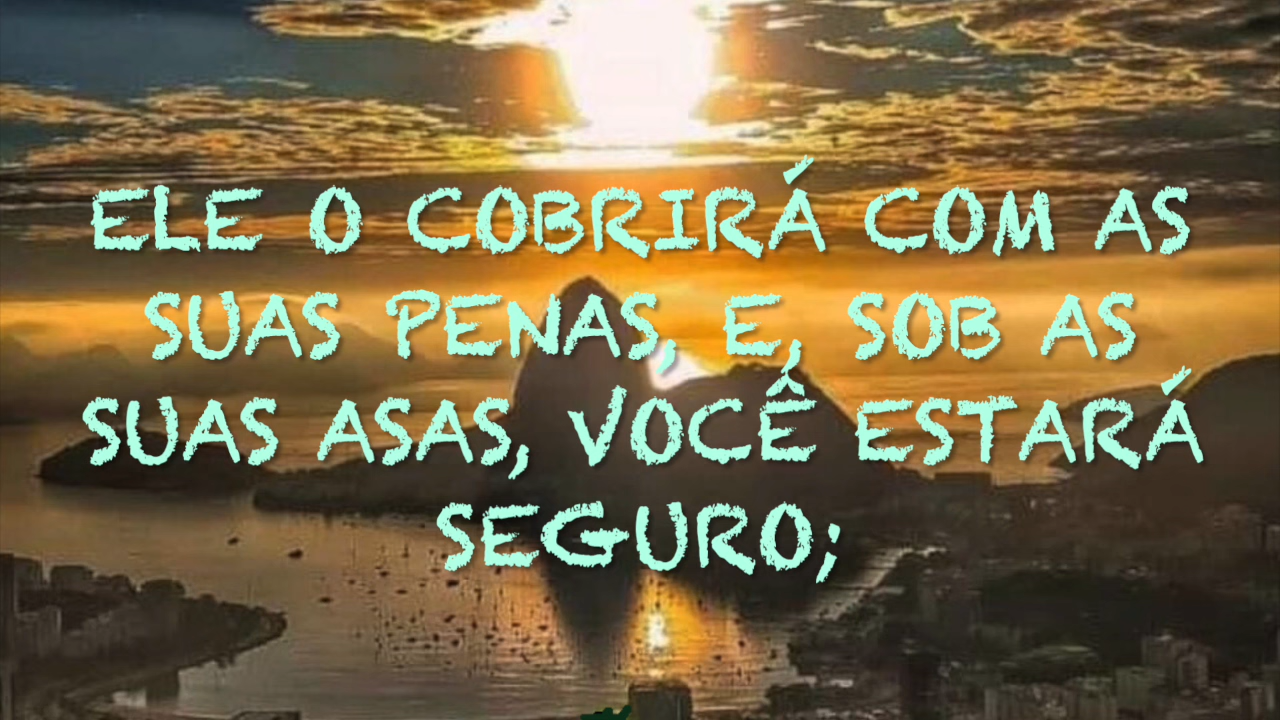 ELE O COBRIRÁ COM AS
SUAS PENAS, E, SOB AS
SUAS ASAS, VOCÊ ESTARÁ
SEGURO;